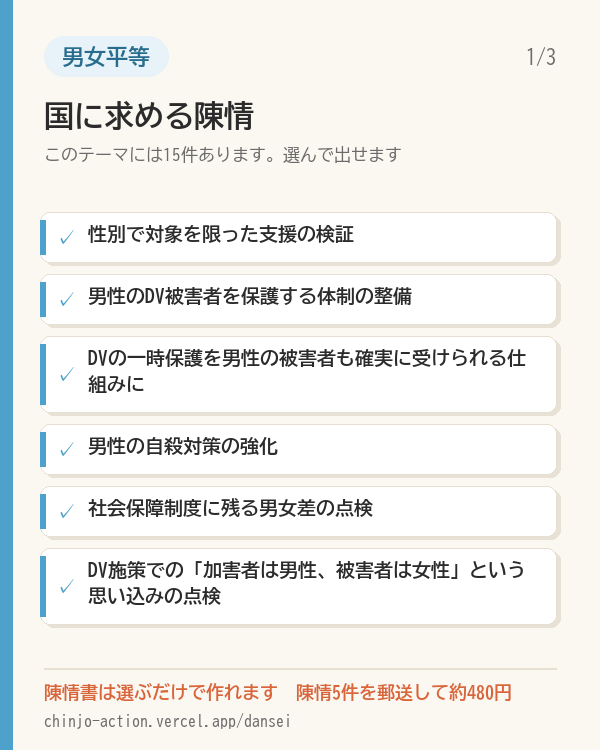 男女平等
1/3
国に求める陳情
このテーマには15件あります。選んで出せます
✓ 性別で対象を限った支援の検証
✓ 男性のDV被害者を保護する体制の整備
✓ DVの一時保護を男性の被害者も確実に受けられる仕
組みに
✓ 男性の自殺対策の強化
✓ 社会保障制度に残る男女差の点検
✓ DV施策での「加害者は男性、被害者は女性」という
思い込みの点検
陳情書は選ぶだけで作れます　陳情5件を郵送して約480円
chinjo-action.vercel.app/dansei